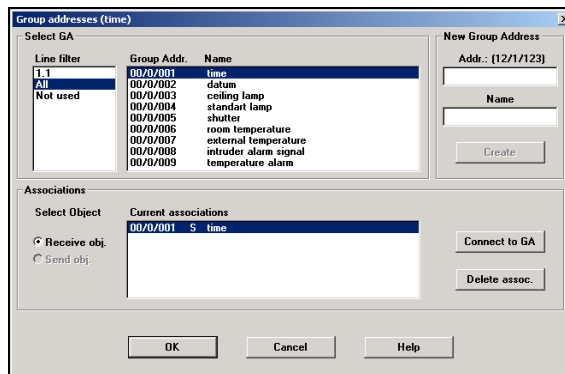 Group addresses (time)
Select GA
Line filter
1.1
All
Not used
Group Addr. Name
00/0/001 time
00/0/002 datum
00/0/003 ceiling lamp
00/0/004 standart lamp
00/0/005 shutter
00/0/006 room temperature
00/0/007 external temperature
00/0/008 intruder alarm signal
00/0/009 temperature alarm
New Group Address
Addr.: (12/1/123)
Name
Create
Associations
Select Object
Receive obj.
Send obj.
Current associations
00/0/001 S time
Connect to GA
Delete assoc.
OK Cancel Help